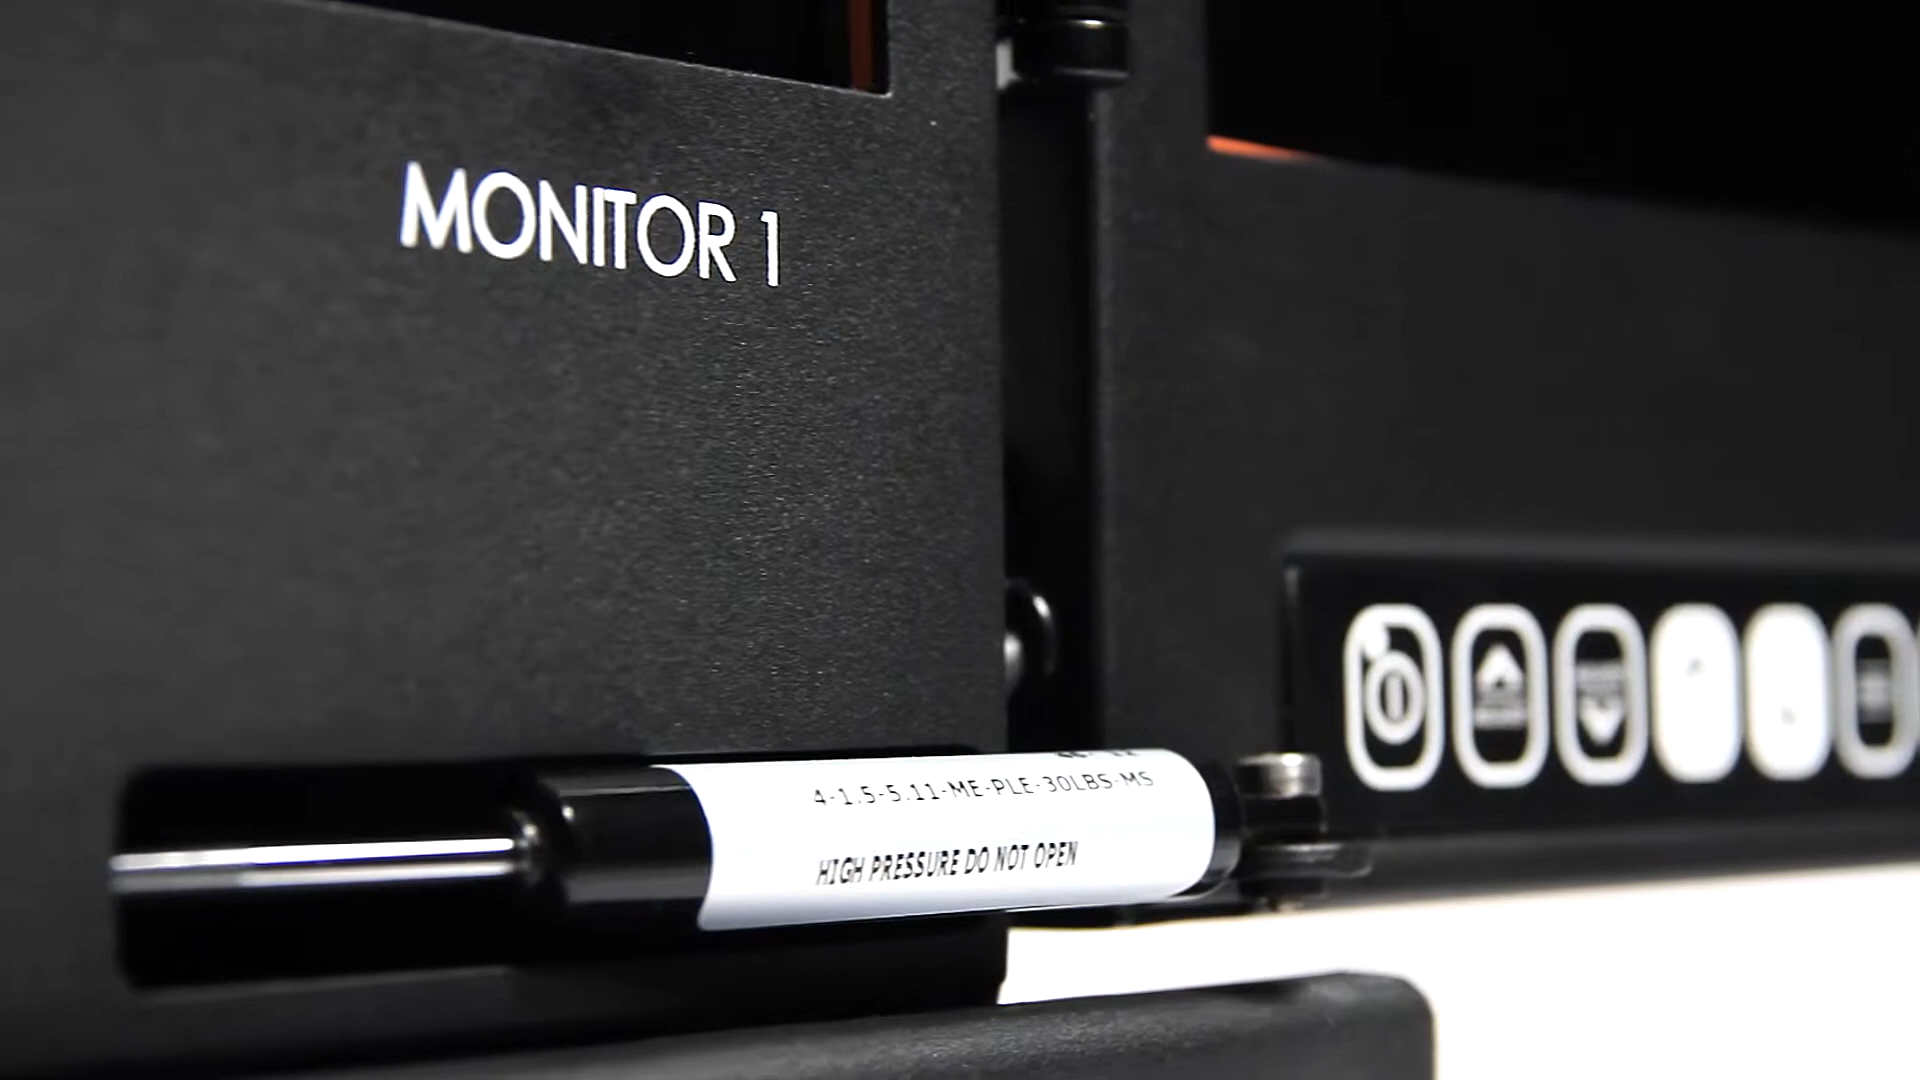 MONITOR 1
4-1.5-5.11-ME-PLE-30LBS-MS
HIGH PRESSURE DO NOT OPEN